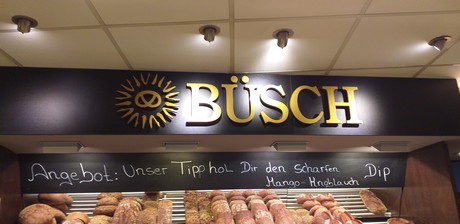 BÜSCH
Angebot: Unser Tipp hol Dir den scharfen Dip
Mango-Knoblauch